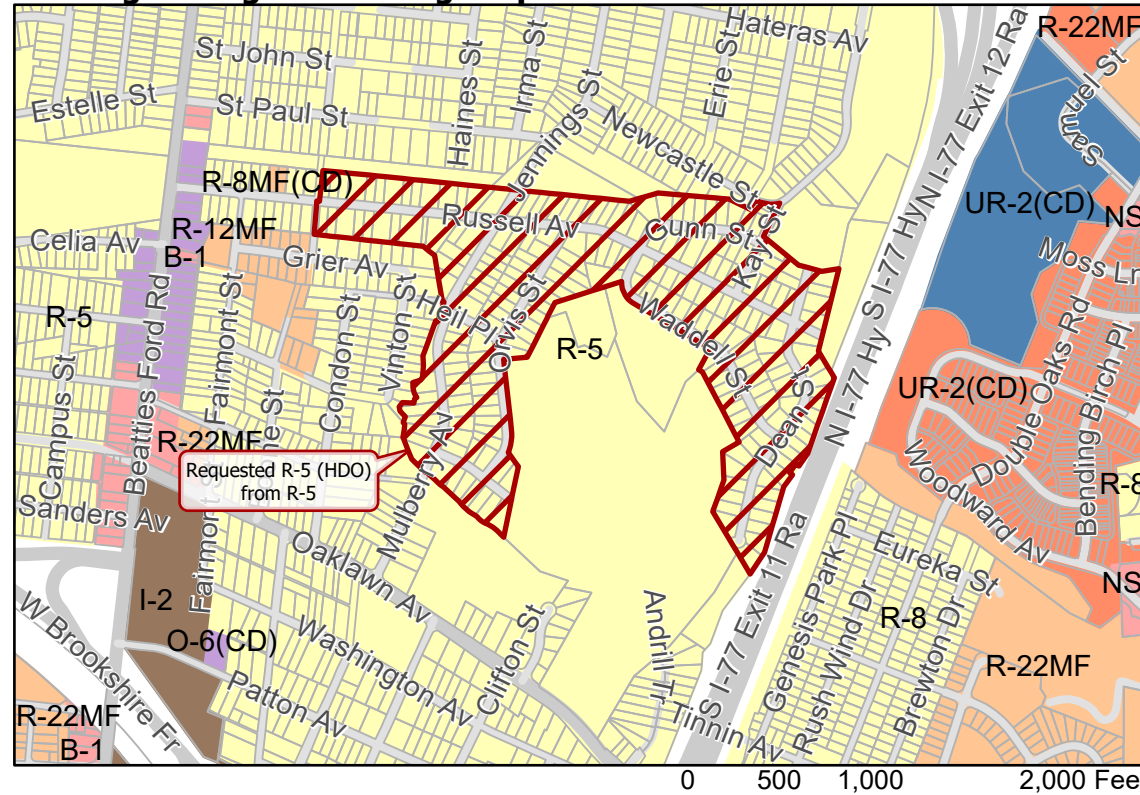 Hateras Av
R-22MF
St John St
Haines St
Irma St
Erie St
N I-77 Exit 12 Ra
Estelle St
St Paul St
Jennings St
Samuel St
Newcastle St
R-8MF(CD)
UR-2(CD)
NS
R-12MF
Russell Av
Gunn St
Kay St
Celia Av
B-1
Grier Av
N I-77 Hy
S I-77 Hy
Moss Ln
R-5
Beatties Ford Rd
Fairmont St
Condon St
Vinton St
Heil Pl
Orvis St
R-5
Waddell St
UR-2(CD)
Double Oaks Rd
Bending Birch Pl
Campus St
R-22MF
Dean St
N I-77 Hy
Requested R-5 (HDO)
from R-5
Mulberry Av
Woodward Av
R-8
Sanders Av
Oaklawn Av
Eureka St
Fairmont S
I-2
O-6(CD)
Washington Av
Clifton St
Andrill Tr
S I-77 Exit 11 Ra
Genesis Park Pl
Rush Wind Dr
R-8
Brewton Dr
NS
W Brookshire Fr
Patton Av
Tinnin Av
R-22MF
R-22MF
B-1
0 500 1,000 2,000 Fee